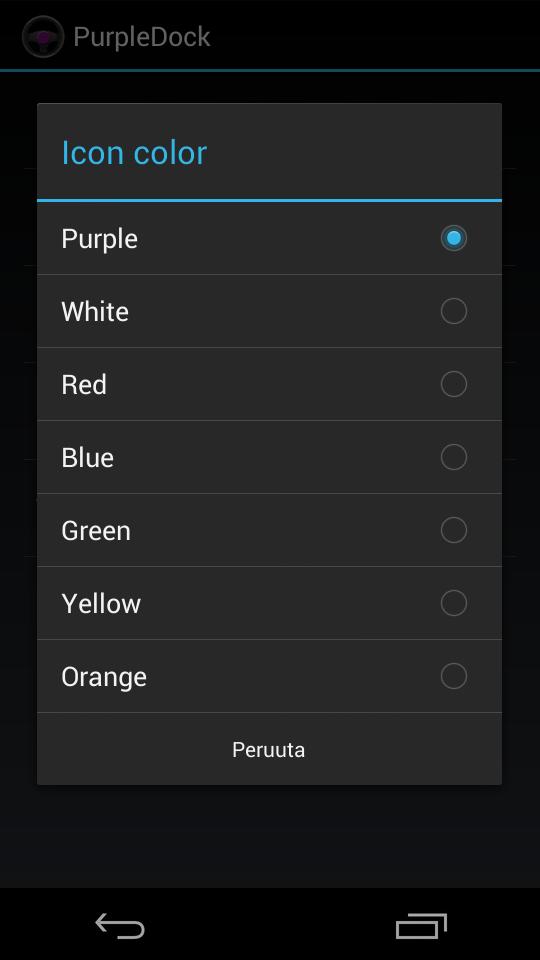 PurpleDock
Icon color
Purple
White
Red
Blue
Green
Yellow
Orange
Peruuta